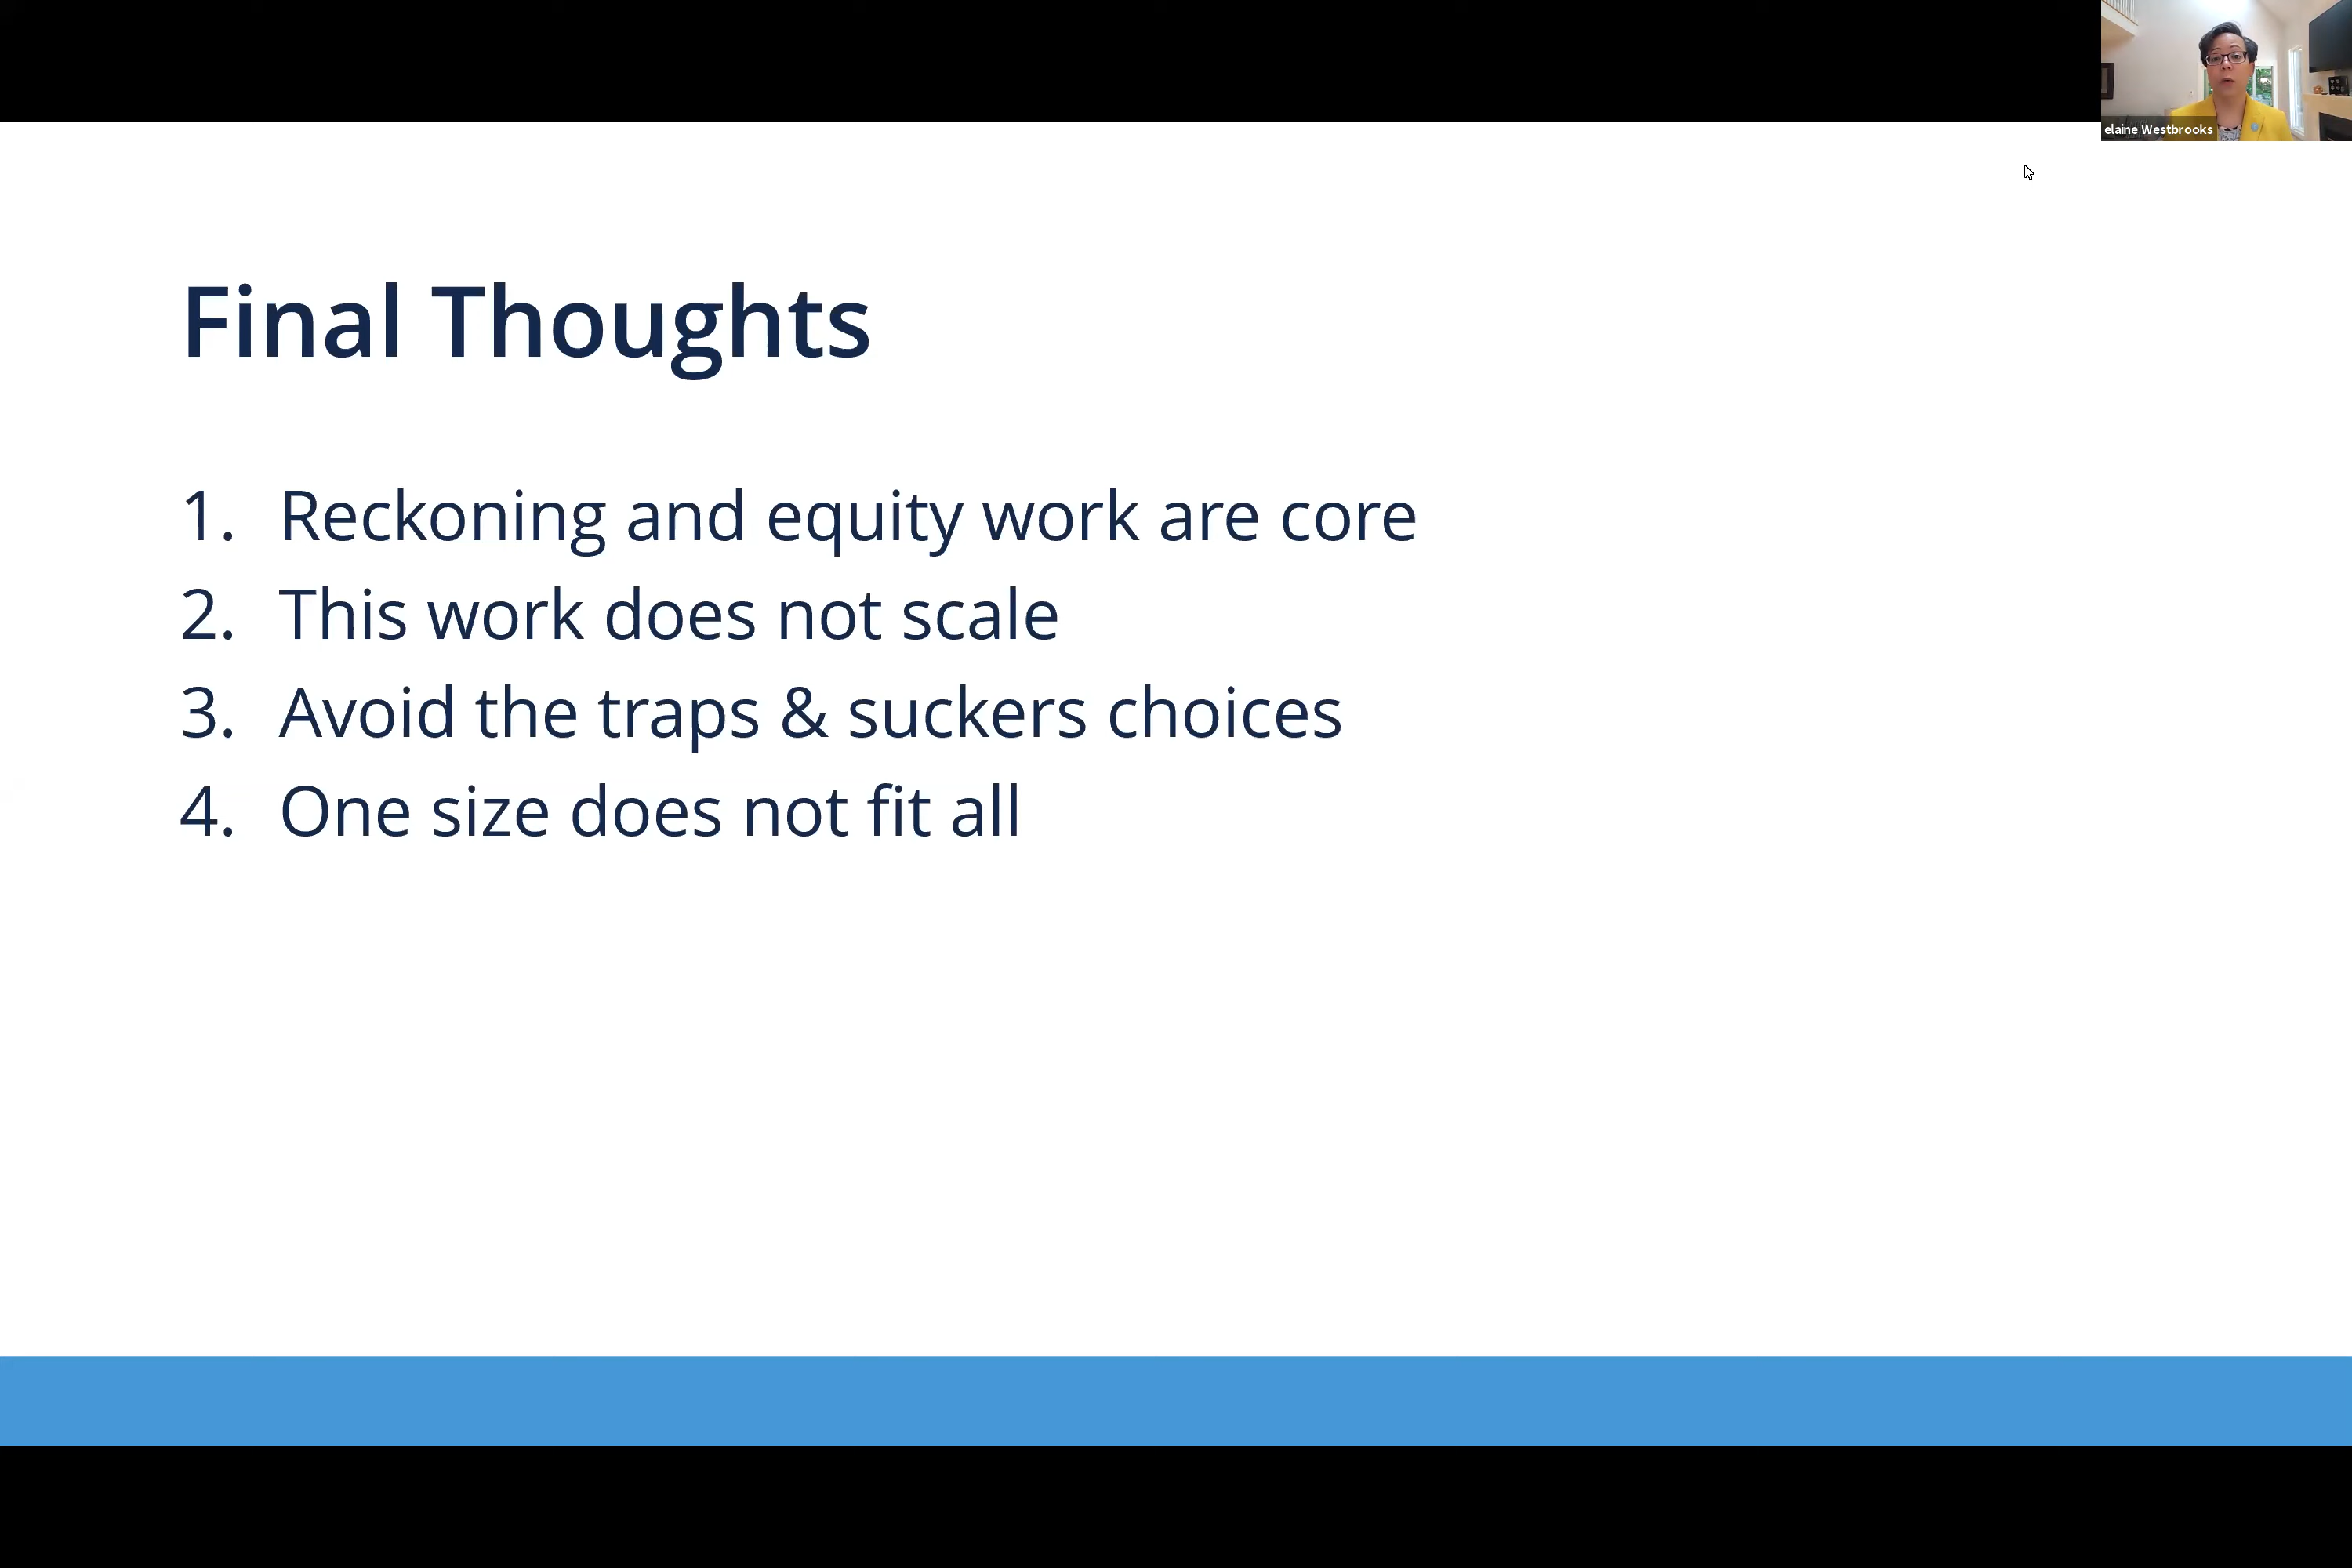 elaine Westbrooks
Final Thoughts
1. Reckoning and equity work are core
2. This work does not scale
3. Avoid the traps & suckers choices
4. One size does not fit all